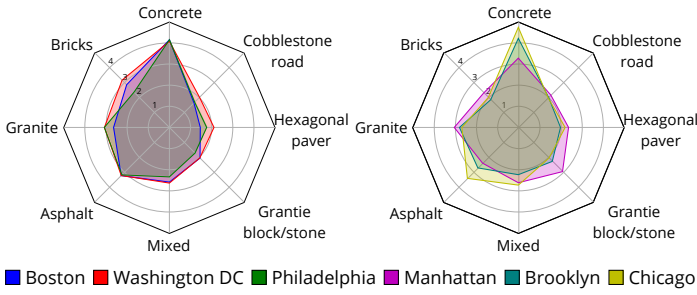 Concrete
Bricks
Cobblestone
road
4
3
2
1
Granite
Hexagonal
paver
Asphalt
Grantie
block/stone
Mixed
Concrete
Bricks
Cobblestone
road
4
3
2
1
Granite
Hexagonal
paver
Asphalt
Grantie
block/stone
Mixed
Boston Washington DC Philadelphia Manhattan Brooklyn Chicago